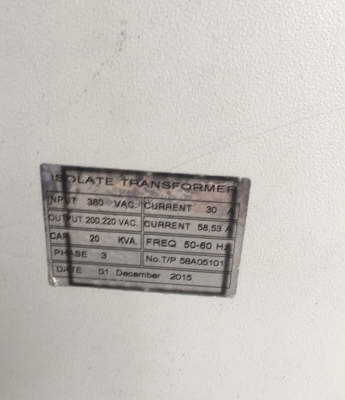 ISOLATE TRANSFORMER
INPUT 380 VAC. CURRENT 30 A
OUTPUT 200,220 VAC. CURRENT 58,53 A
CAP. 20 KVA. FREQ 50-60 Hz
PHASE 3 No.T/P 58A05101
DATE 01 December 2015